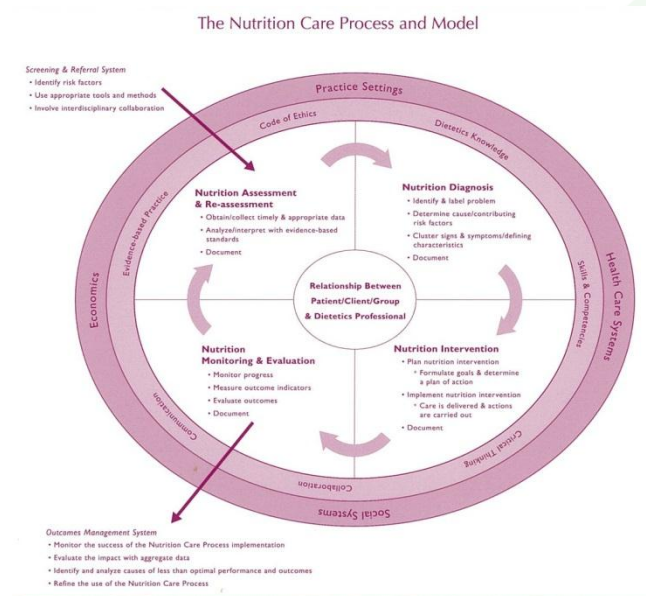 The Nutrition Care Process and Model
Screening & Referral System
• Identify risk factors
• Use appropriate tools and methods
• Involve interdisciplinary collaboration
Practice Settings
Code of Ethics
Dietetics Knowledge
Evidence-based Practice
Economics
Health Care Systems
Skills & Competencies
Nutrition Assessment
& Re-assessment
• Obtain/collect timely & appropriate data
• Analyze/interpret with evidence-based
standards
• Document
Nutrition Diagnosis
• Identify & label problem
• Determine cause/contributing
risk factors
• Cluster signs & symptoms/defining
characteristics
• Document
Relationship Between
Patient/Client/Group
& Dietetics Professional
Nutrition
Monitoring & Evaluation
• Monitor progress
• Measure outcome indicators
• Evaluate outcomes
• Document
Nutrition Intervention
• Plan nutrition intervention
° Formulate goals & determine
a plan of action
• Implement nutrition intervention
° Care is delivered & actions
are carried out
• Document
Communication
Collaboration
Critical Thinking
Social Systems
Outcomes Management System
• Monitor the success of the Nutrition Care Process implementation
• Evaluate the impact with aggregate data
• Identify and analyze causes of less than optimal performance and outcomes
• Refine the use of the Nutrition Care Process